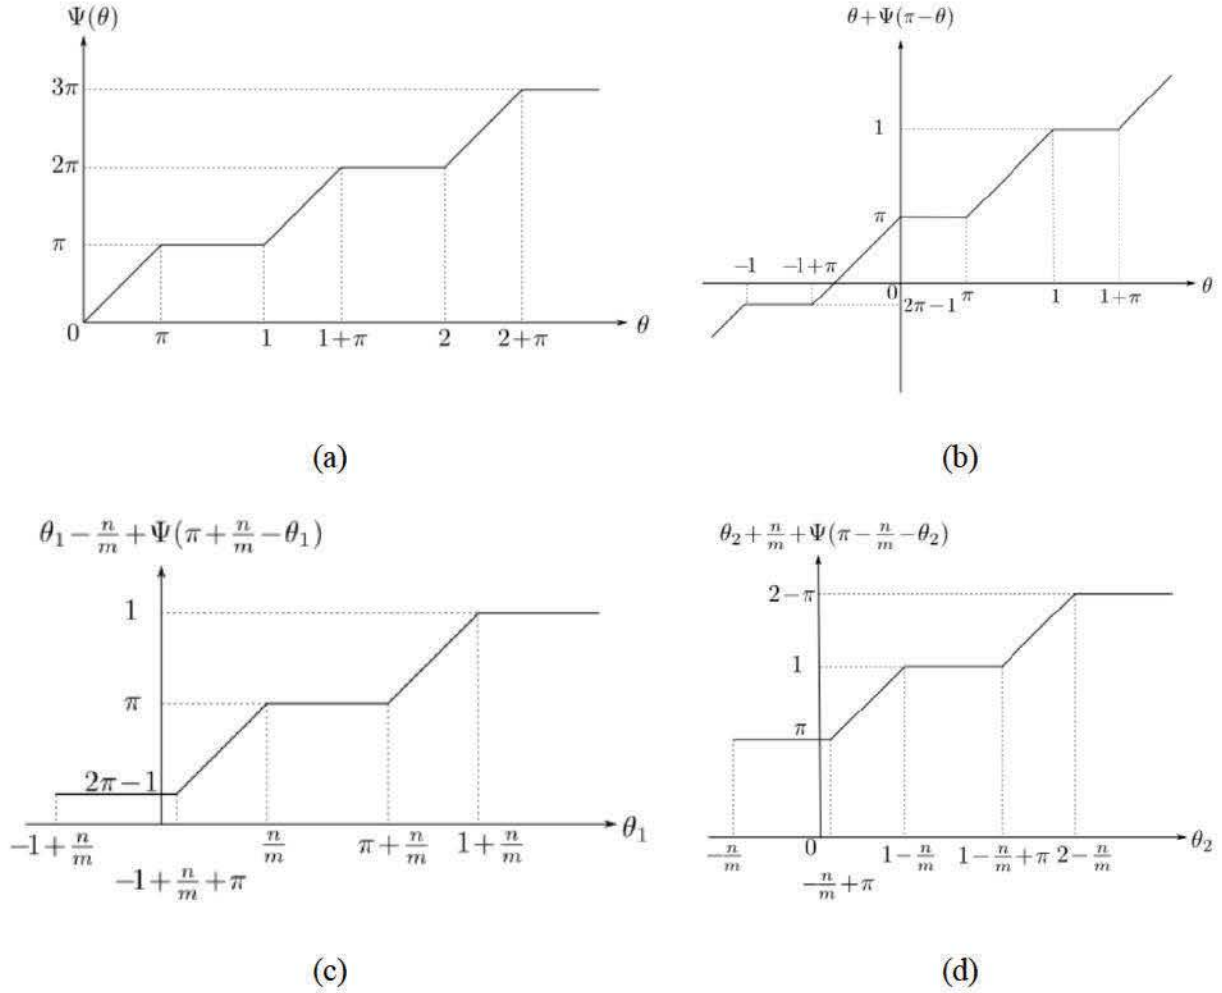 Ψ(θ)
3π
2π
π
0
π
1
1+π
2
2+π
θ
(a)
θ+Ψ(π−θ)
1
π
−1
−1+π
0
2π−1
π
1
1+π
θ
(b)
θ₁ − n/m + Ψ(π + n/m − θ₁)
1
π
2π−1
−1 + n/m
−1 + n/m + π
n/m
π + n/m
1 + n/m
θ₁
(c)
θ₂ + n/m + Ψ(π − n/m − θ₂)
2−π
1
π
−n/m
0
−n/m + π
1 − n/m
1 − n/m + π
2 − n/m
θ₂
(d)